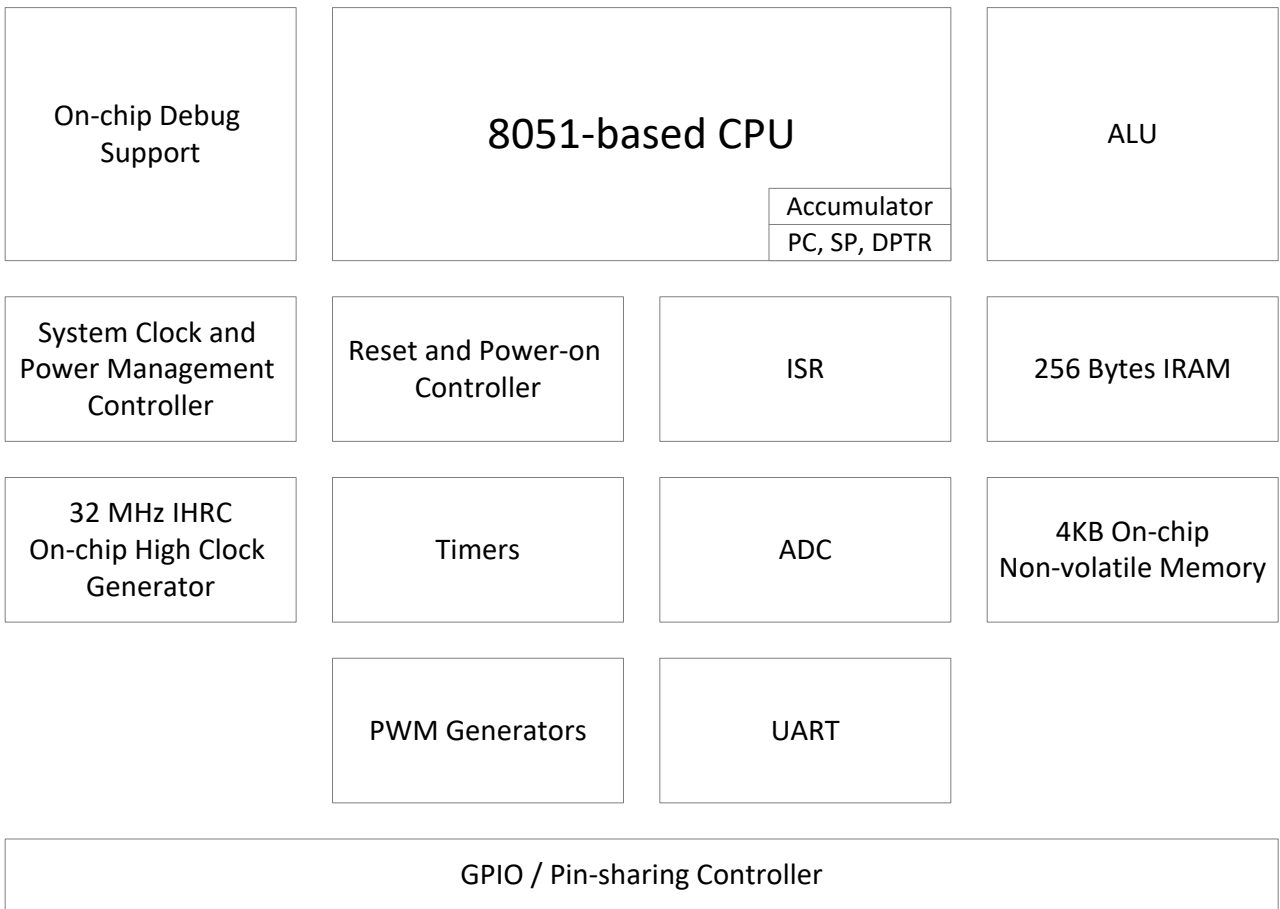 On-chip Debug
Support
8051-based CPU
Accumulator
PC, SP, DPTR
ALU
System Clock and
Power Management
Controller
Reset and Power-on
Controller
ISR
256 Bytes IRAM
32 MHz IHRC
On-chip High Clock
Generator
Timers
ADC
4KB On-chip
Non-volatile Memory
PWM Generators
UART
GPIO / Pin-sharing Controller